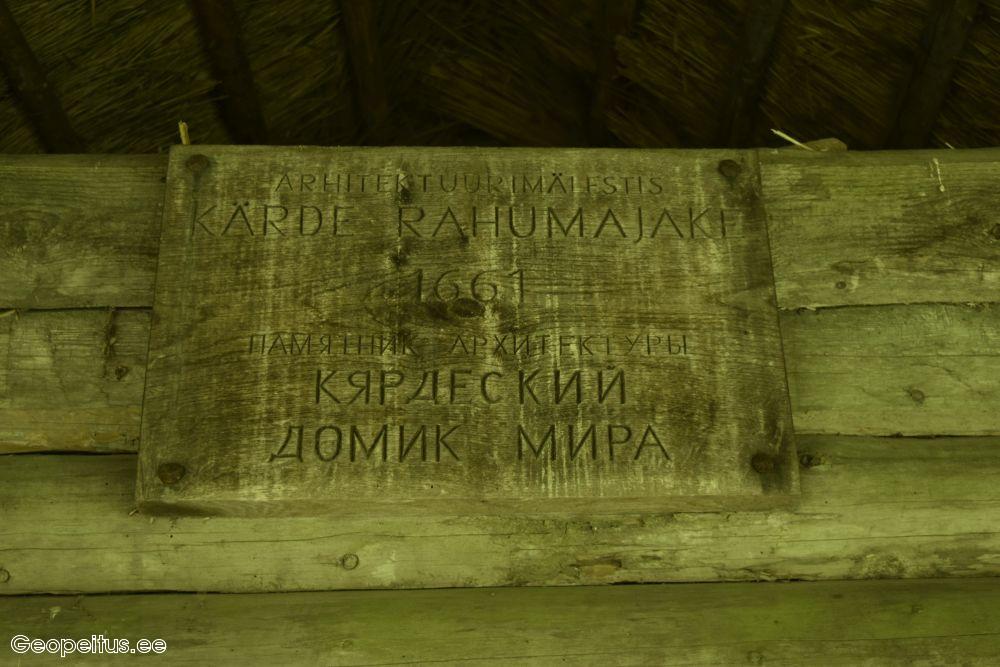 ARHITEKTUURIMÄLESTIS
KÄRDE RAHUMAJAKE
1661
ПАМЯТНИК АРХИТЕКТУРЫ
КЯРДЕСКИЙ
ДОМИК МИРА
Geopeitus.ee